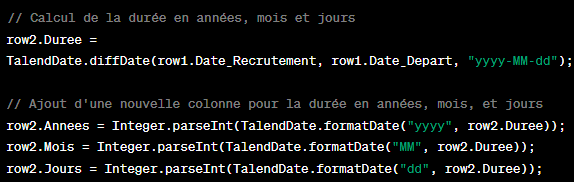 // Calcul de la durée en années, mois et jours
row2.Duree =
TalendDate.diffDate(row1.Date_Recrutement, row1.Date_Depart, "yyyy-MM-dd");
// Ajout d'une nouvelle colonne pour la durée en années, mois, et jours
row2.Annees = Integer.parseInt(TalendDate.formatDate("yyyy", row2.Duree));
row2.Mois = Integer.parseInt(TalendDate.formatDate("MM", row2.Duree));
row2.Jours = Integer.parseInt(TalendDate.formatDate("dd", row2.Duree));